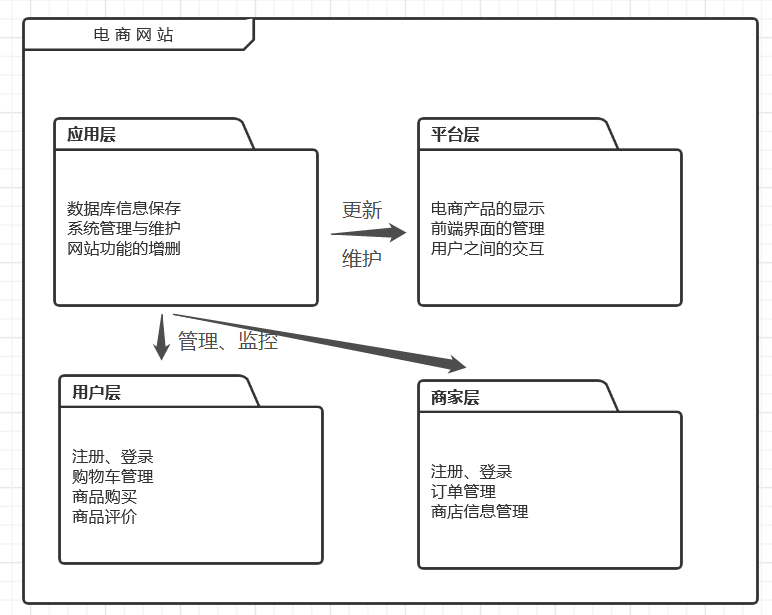 电商网站
应用层
数据库信息保存
系统管理与维护
网站功能的增删
更新
维护
平台层
电商产品的显示
前端界面的管理
用户之间的交互
管理、监控
用户层
注册、登录
购物车管理
商品购买
商品评价
商家层
注册、登录
订单管理
商店信息管理